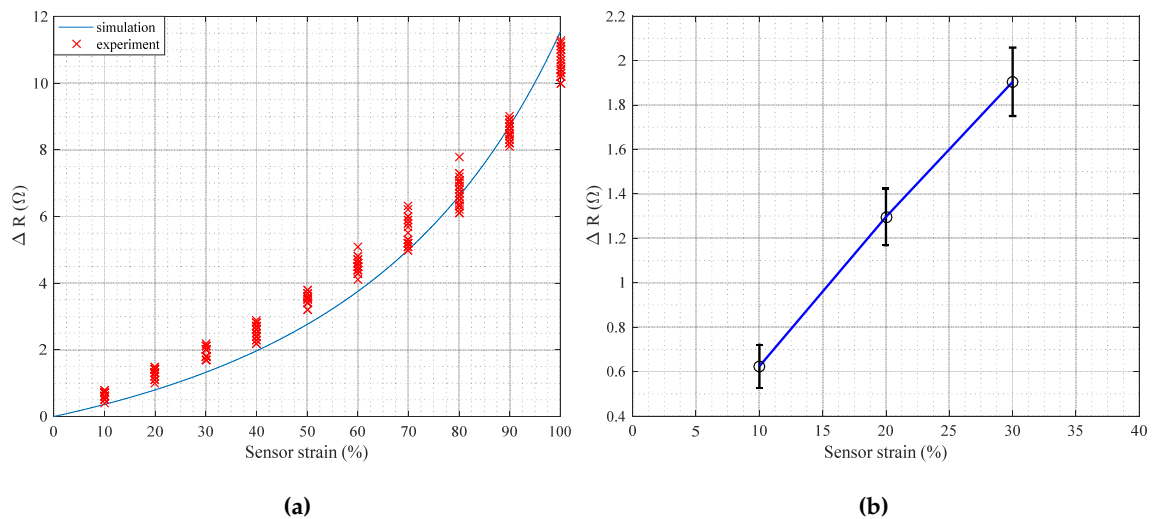 simulation
experiment
12
10
8
6
4
2
0
Δ R (Ω)
0 10 20 30 40 50 60 70 80 90 100
Sensor strain (%)
(a)
2.2
2
1.8
1.6
1.4
1.2
1
0.8
0.6
0.4
Δ R (Ω)
0 5 10 15 20 25 30 35 40
Sensor strain (%)
(b)